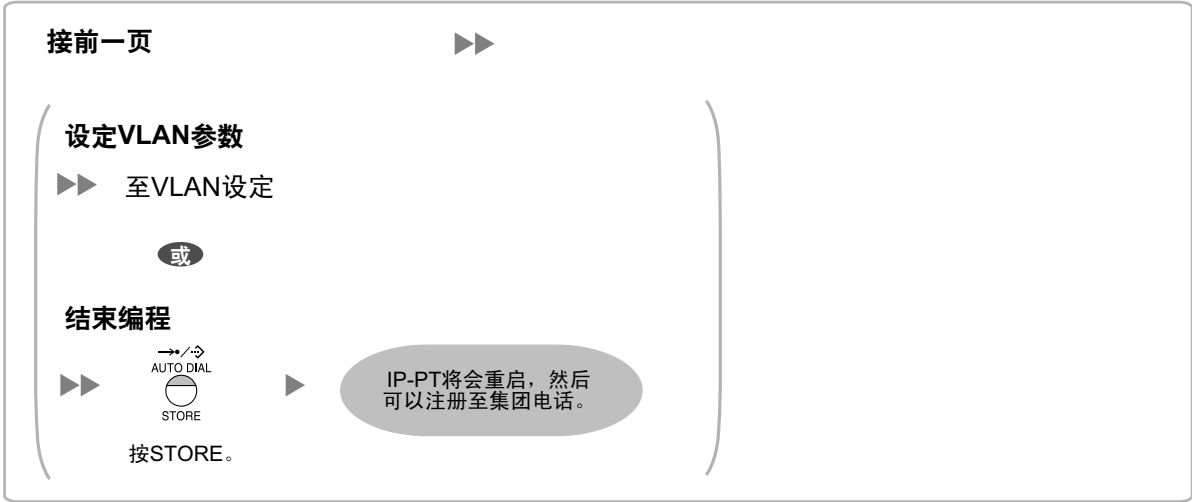 接前一页
设定VLAN参数
至VLAN设定
或
结束编程
AUTO DIAL
STORE
IP-PT将会重启，然后
可以注册至集团电话。
按STORE。